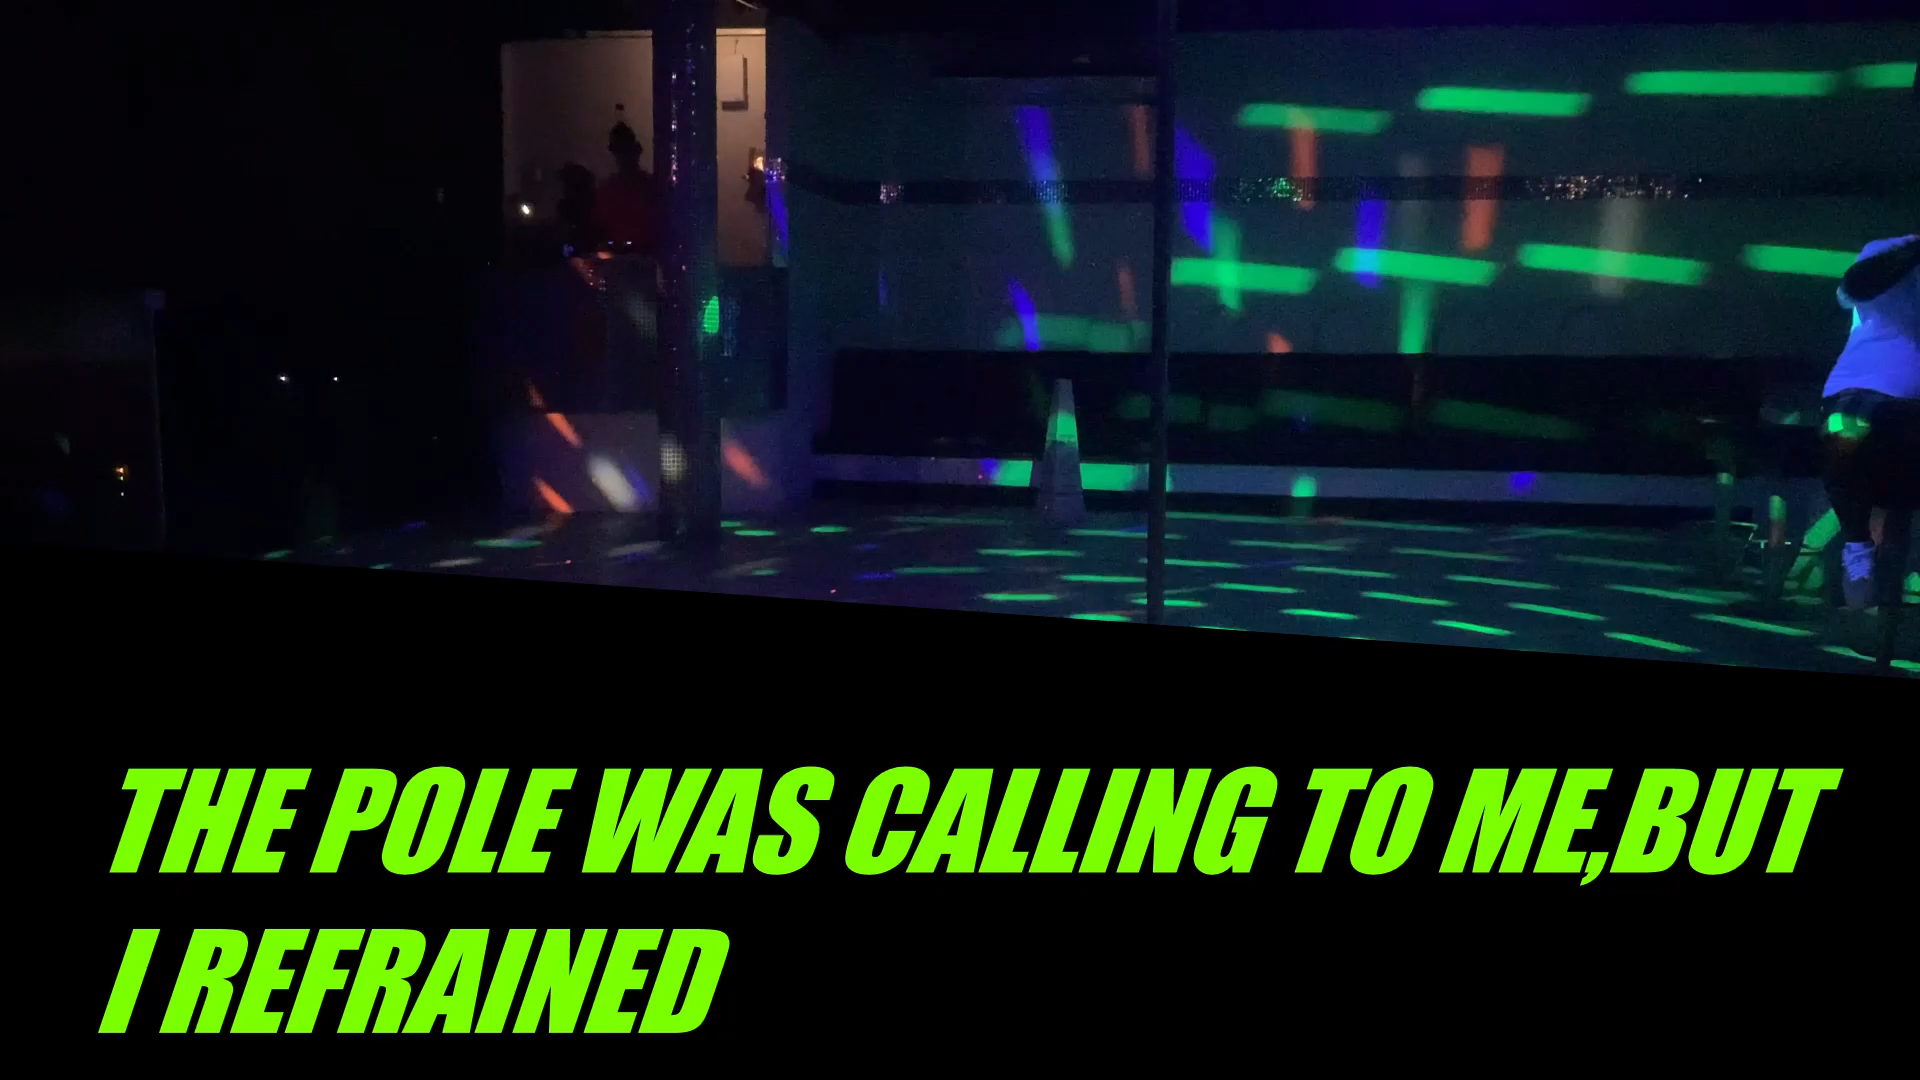 THE POLE WAS CALLING TO ME,BUT
I REFRAINED